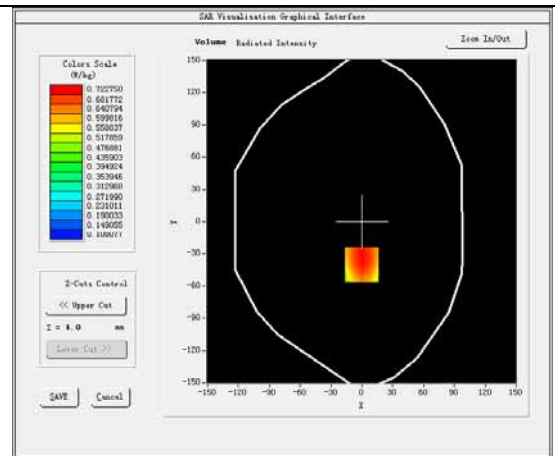 SAR Visualisation Graphical Interface
Volume Radiated Intensity
Zoom In/Out
Colors Scale
(W/kg)
0.722750
0.681772
0.640794
0.599816
0.558837
0.517859
0.476881
0.435903
0.394924
0.353946
0.312968
0.271990
0.231011
0.190033
0.149055
0.108077
Z-Cuts Control
<< Upper Cut
Z = 4.0 mm
Lower Cut >>
SAVE
Cancel
150
120
90
60
30
0
-30
-60
-90
-120
-150
Y
-150 -120 -90 -60 -30 0 30 60 90 120 150
X